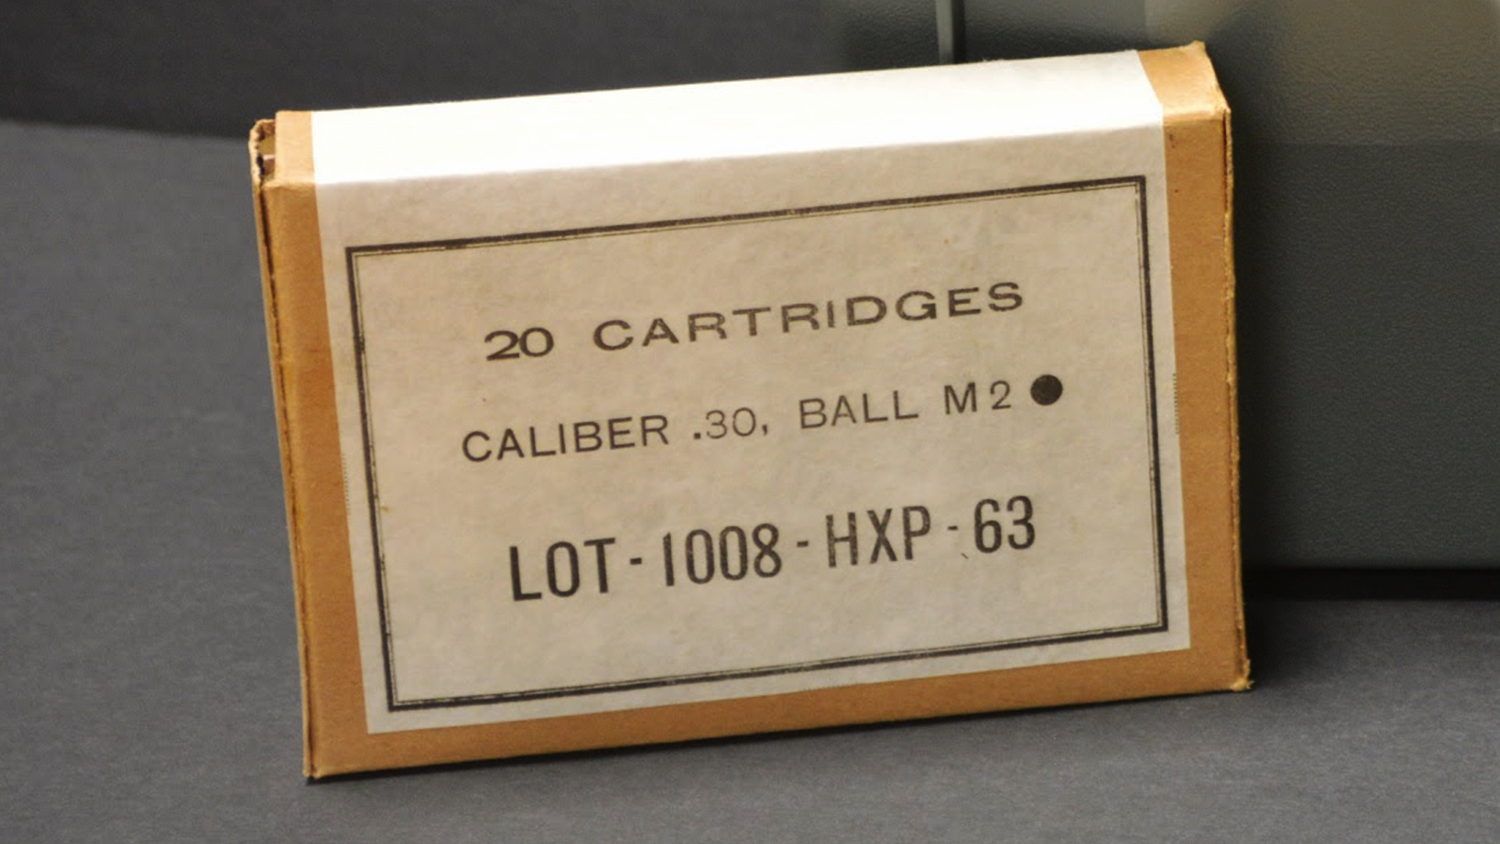 20 CARTRIDGES
CALIBER .30, BALL M2 ●
LOT-1008-HXP-63